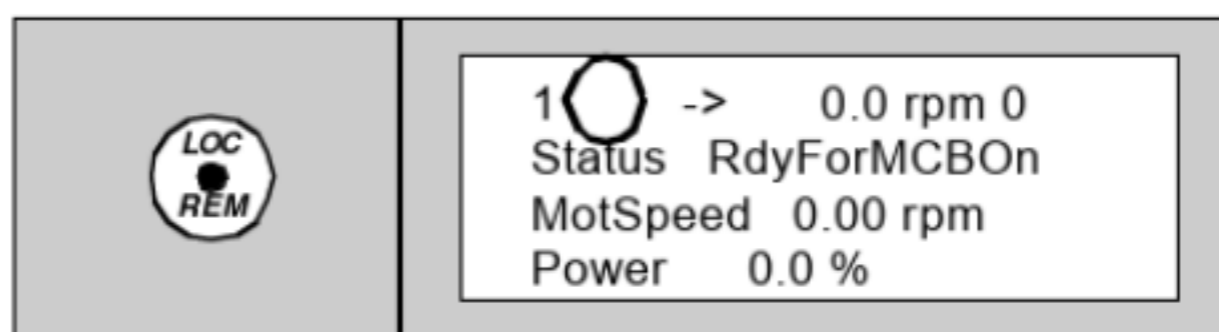 LOC
REM
1 -> 0.0 rpm 0
Status RdyForMCBOn
MotSpeed 0.00 rpm
Power 0.0 %